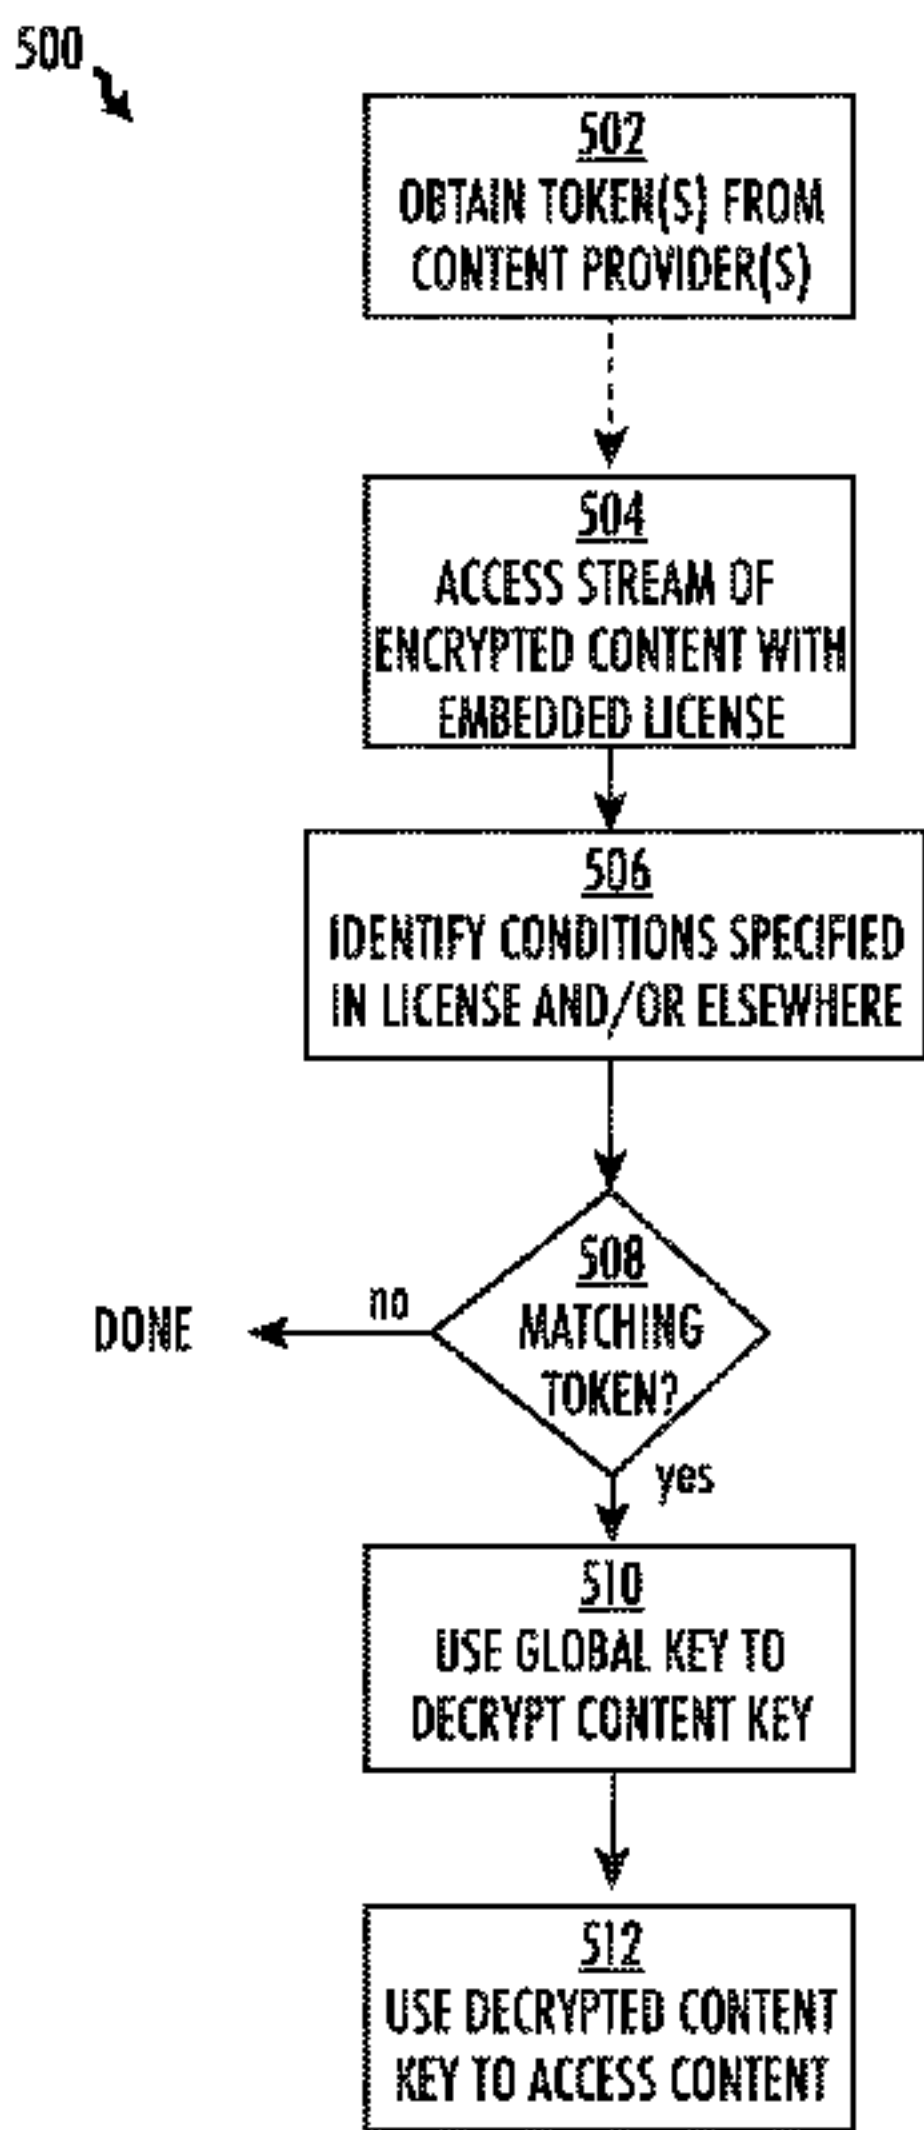 500
502
OBTAIN TOKEN(S) FROM
CONTENT PROVIDER(S)
504
ACCESS STREAM OF
ENCRYPTED CONTENT WITH
EMBEDDED LICENSE
506
IDENTIFY CONDITIONS SPECIFIED
IN LICENSE AND/OR ELSEWHERE
508
MATCHING
TOKEN?
no
DONE
yes
510
USE GLOBAL KEY TO
DECRYPT CONTENT KEY
512
USE DECRYPTED CONTENT
KEY TO ACCESS CONTENT